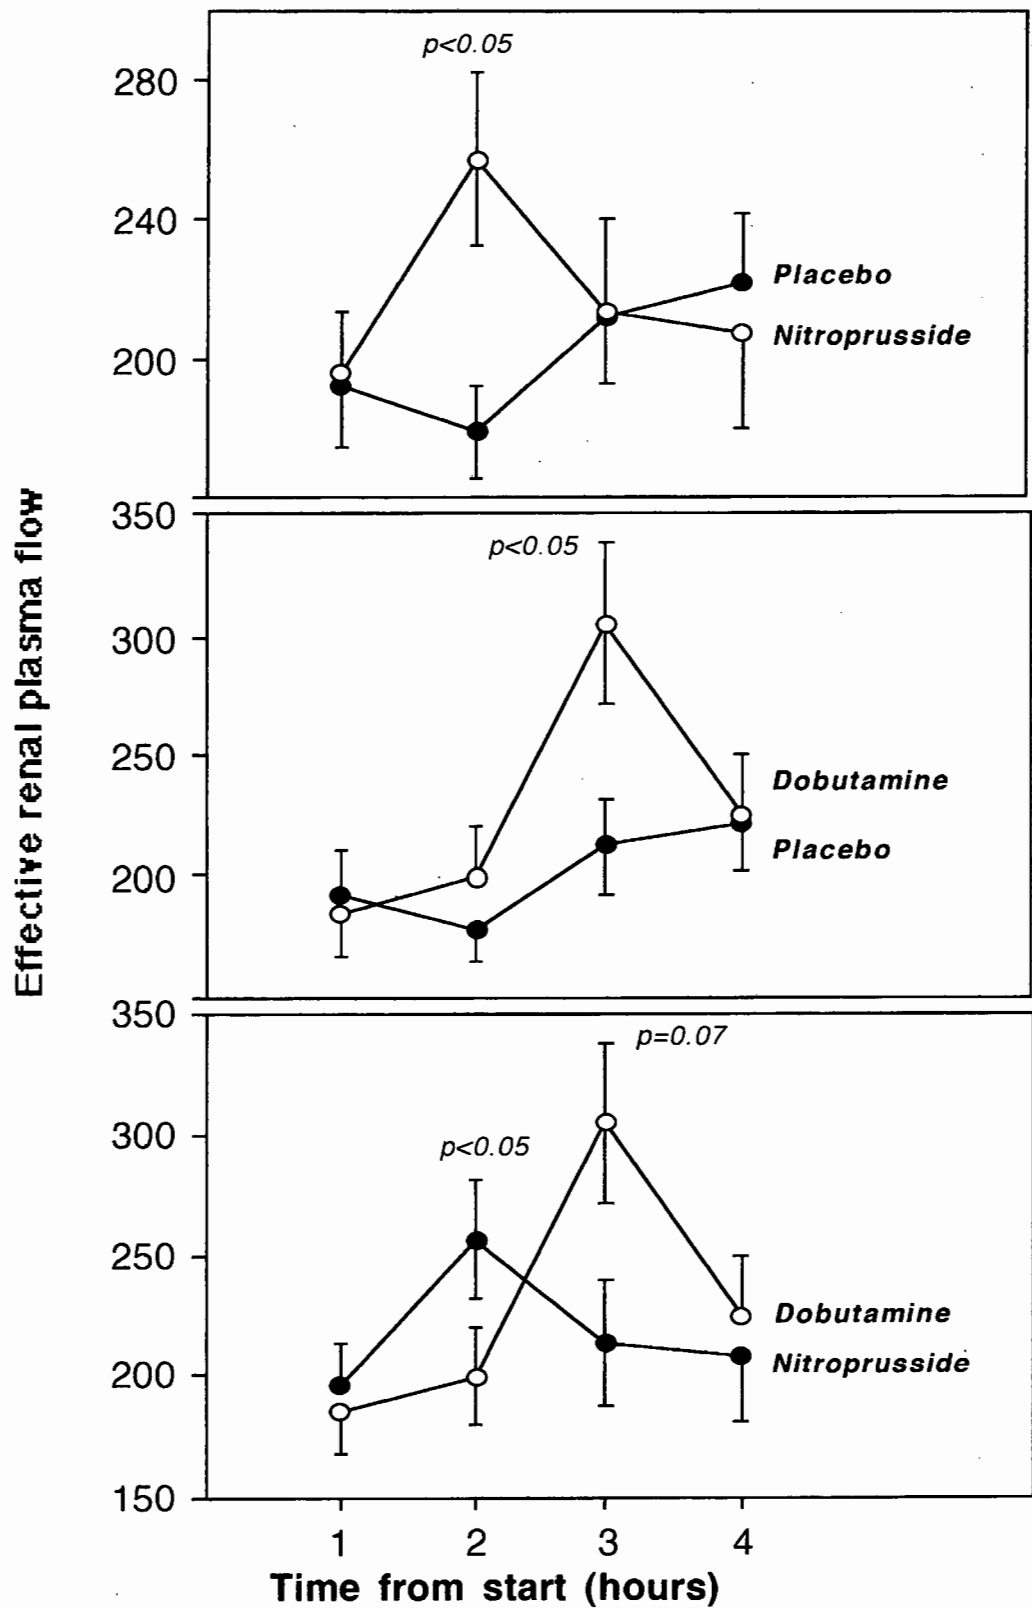 p<0.05
280
240
Placebo
Nitroprusside
200
Effective renal plasma flow
350
p<0.05
300
250
Dobutamine
Placebo
200
350
p=0.07
300
p<0.05
250
Dobutamine
Nitroprusside
200
150
1 2 3 4
Time from start (hours)